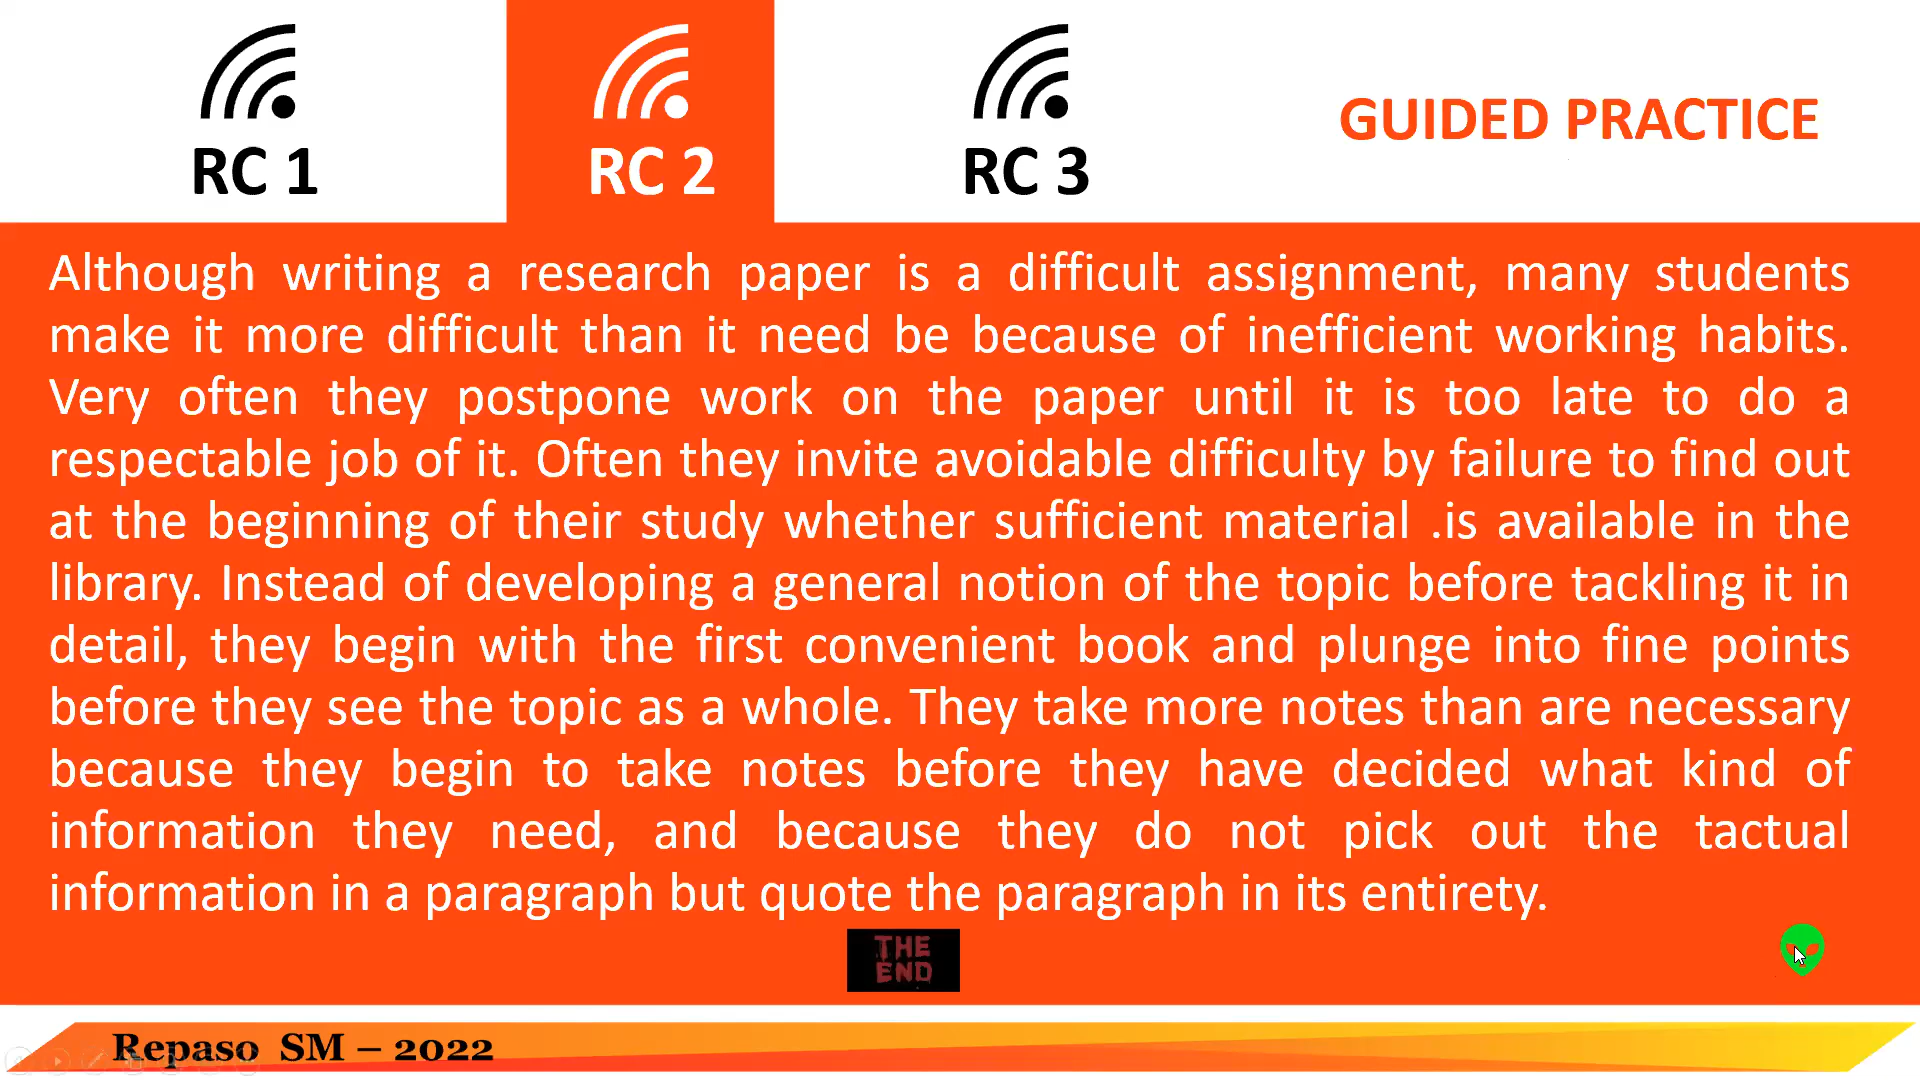 RC 1
RC 2
RC 3
GUIDED PRACTICE
Although writing a research paper is a difficult assignment, many students
make it more difficult than it need be because of inefficient working habits.
Very often they postpone work on the paper until it is too late to do a
respectable job of it. Often they invite avoidable difficulty by failure to find out
at the beginning of their study whether sufficient material .is available in the
library. Instead of developing a general notion of the topic before tackling it in
detail, they begin with the first convenient book and plunge into fine points
before they see the topic as a whole. They take more notes than are necessary
because they begin to take notes before they have decided what kind of
information they need, and because they do not pick out the tactual
information in a paragraph but quote the paragraph in its entirety.
THE
END
Repaso SM – 2022